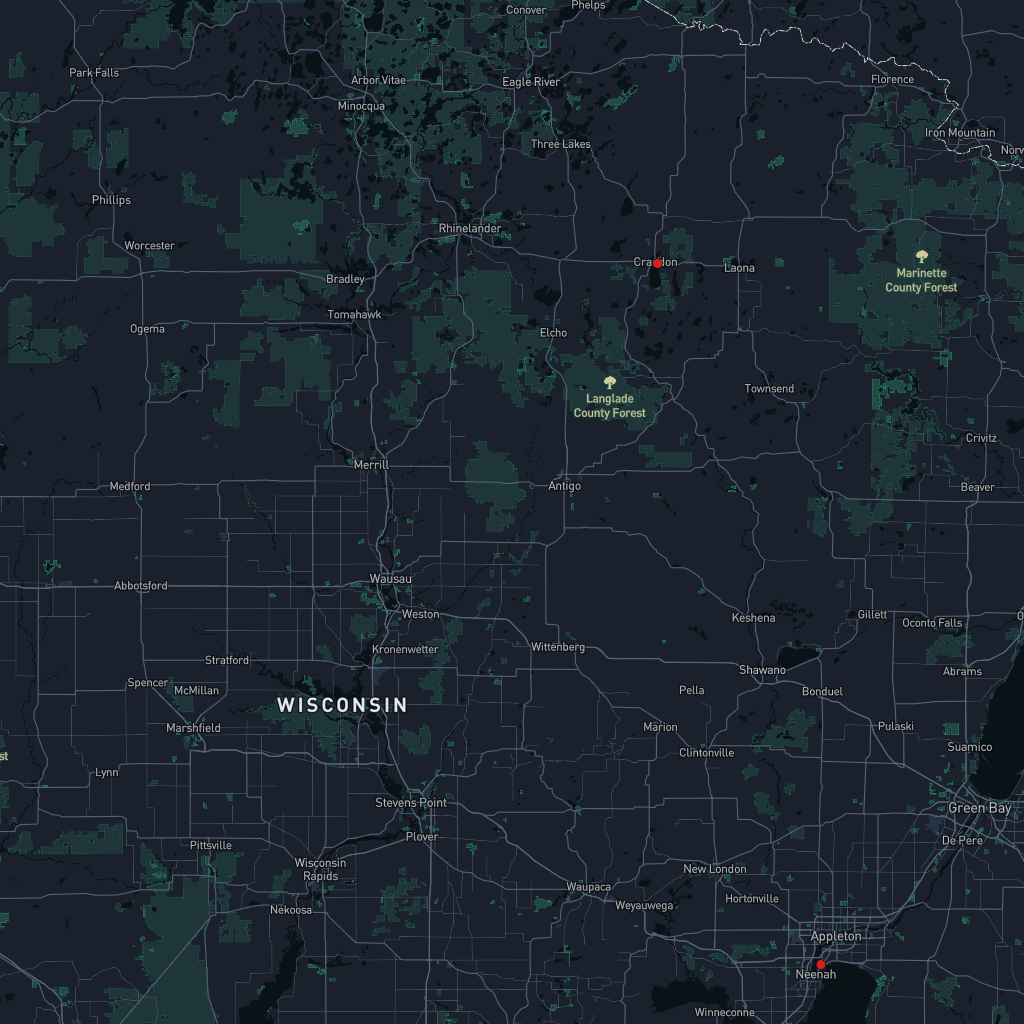 Phelps
Conover
Park Falls
Arbor Vitae
Eagle River
Florence
Minocqua
Iron Mountain
Three Lakes
Norw
Phillips
Rhinelander
Worcester
Crandon
Laona
Marinette
County Forest
Bradley
Tomahawk
Ogema
Elcho
Townsend
Langlade
County Forest
Crivitz
Merrill
Medford
Antigo
Beaver
Wausau
Abbotsford
Weston
Keshena
Gillett
Oconto Falls
O
Kronenwetter
Wittenberg
Stratford
Shawano
Abrams
Spencer
McMillan
Pella
Bonduel
WISCONSIN
Marshfield
Marion
Pulaski
Suamico
st
Clintonville
Lynn
Stevens Point
Green Bay
Plover
De Pere
Pittsville
Wisconsin
Rapids
New London
Waupaca
Hortonville
Weyauwega
Nekoosa
Appleton
Neenah
Winneconne